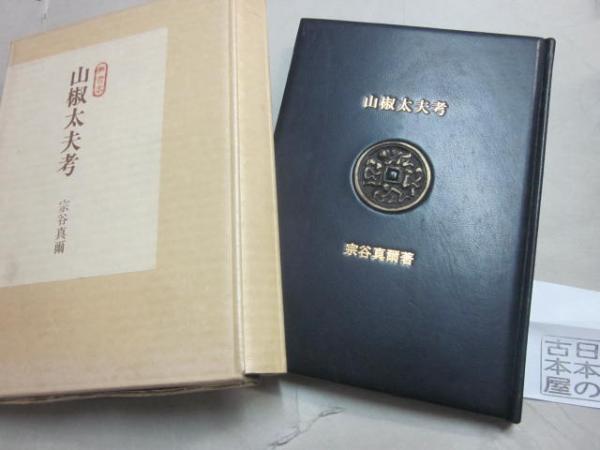 山椒太夫考
宗谷真爾
山椒太夫考
宗谷真爾著
日本の
古本屋